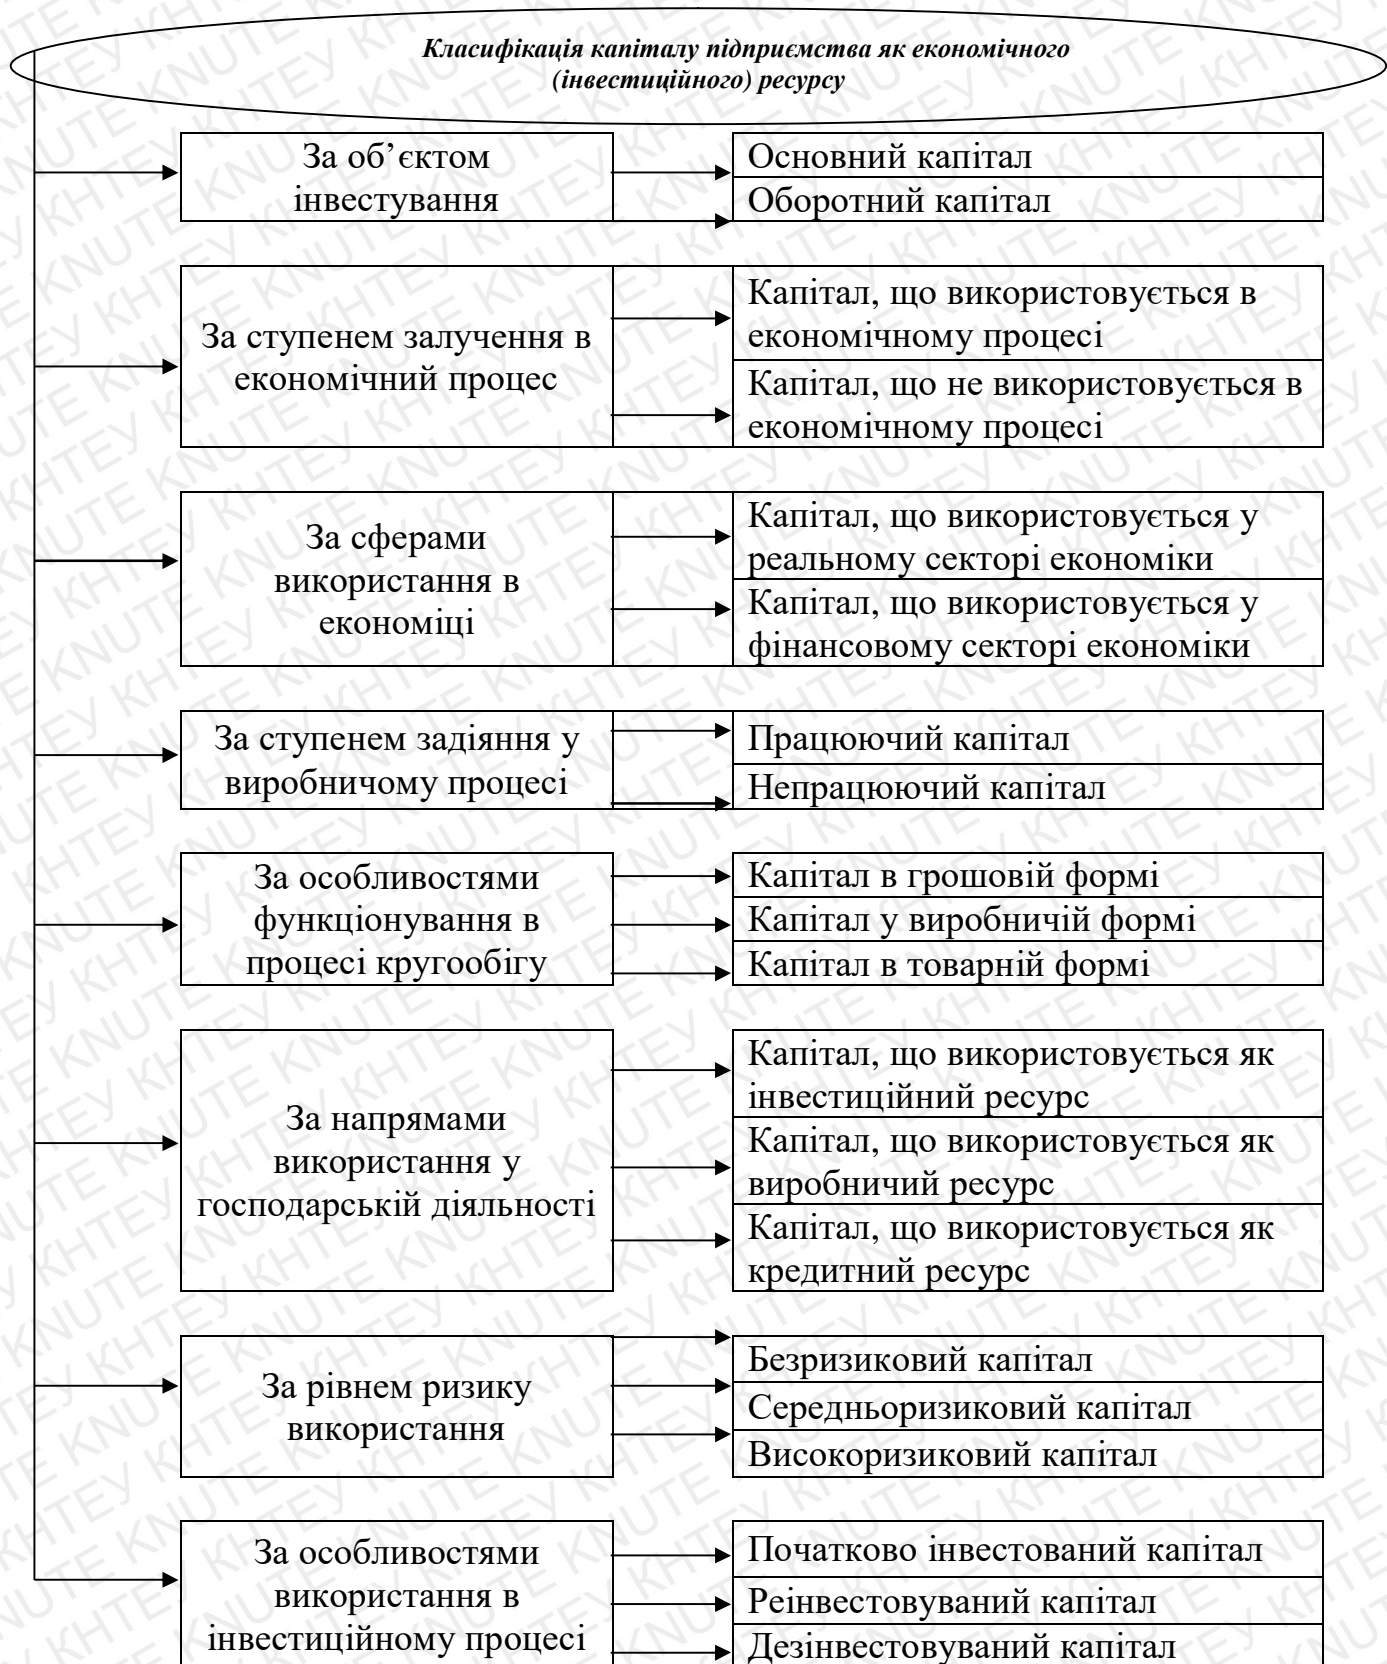 Класифікація капіталу підприємства як економічного
(інвестиційного) ресурсу
За об’єктом
інвестування
Основний капітал
Оборотний капітал
За ступенем залучення в
економічний процес
Капітал, що використовується в
економічному процесі
Капітал, що не використовується в
економічному процесі
За сферами
використання в
економіці
Капітал, що використовується у
реальному секторі економіки
Капітал, що використовується у
фінансовому секторі економіки
За ступенем задіяння у
виробничому процесі
Працюючий капітал
Непрацюючий капітал
За особливостями
функціонування в
процесі кругообігу
Капітал в грошовій формі
Капітал у виробничій формі
Капітал в товарній формі
За напрямами
використання у
господарській діяльності
Капітал, що використовується як
інвестиційний ресурс
Капітал, що використовується як
виробничий ресурс
Капітал, що використовується як
кредитний ресурс
За рівнем ризику
використання
Безризиковий капітал
Середньоризиковий капітал
Високоризиковий капітал
За особливостями
використання в
інвестиційному процесі
Початково інвестований капітал
Реінвестовуваний капітал
Дезінвестовуваний капітал